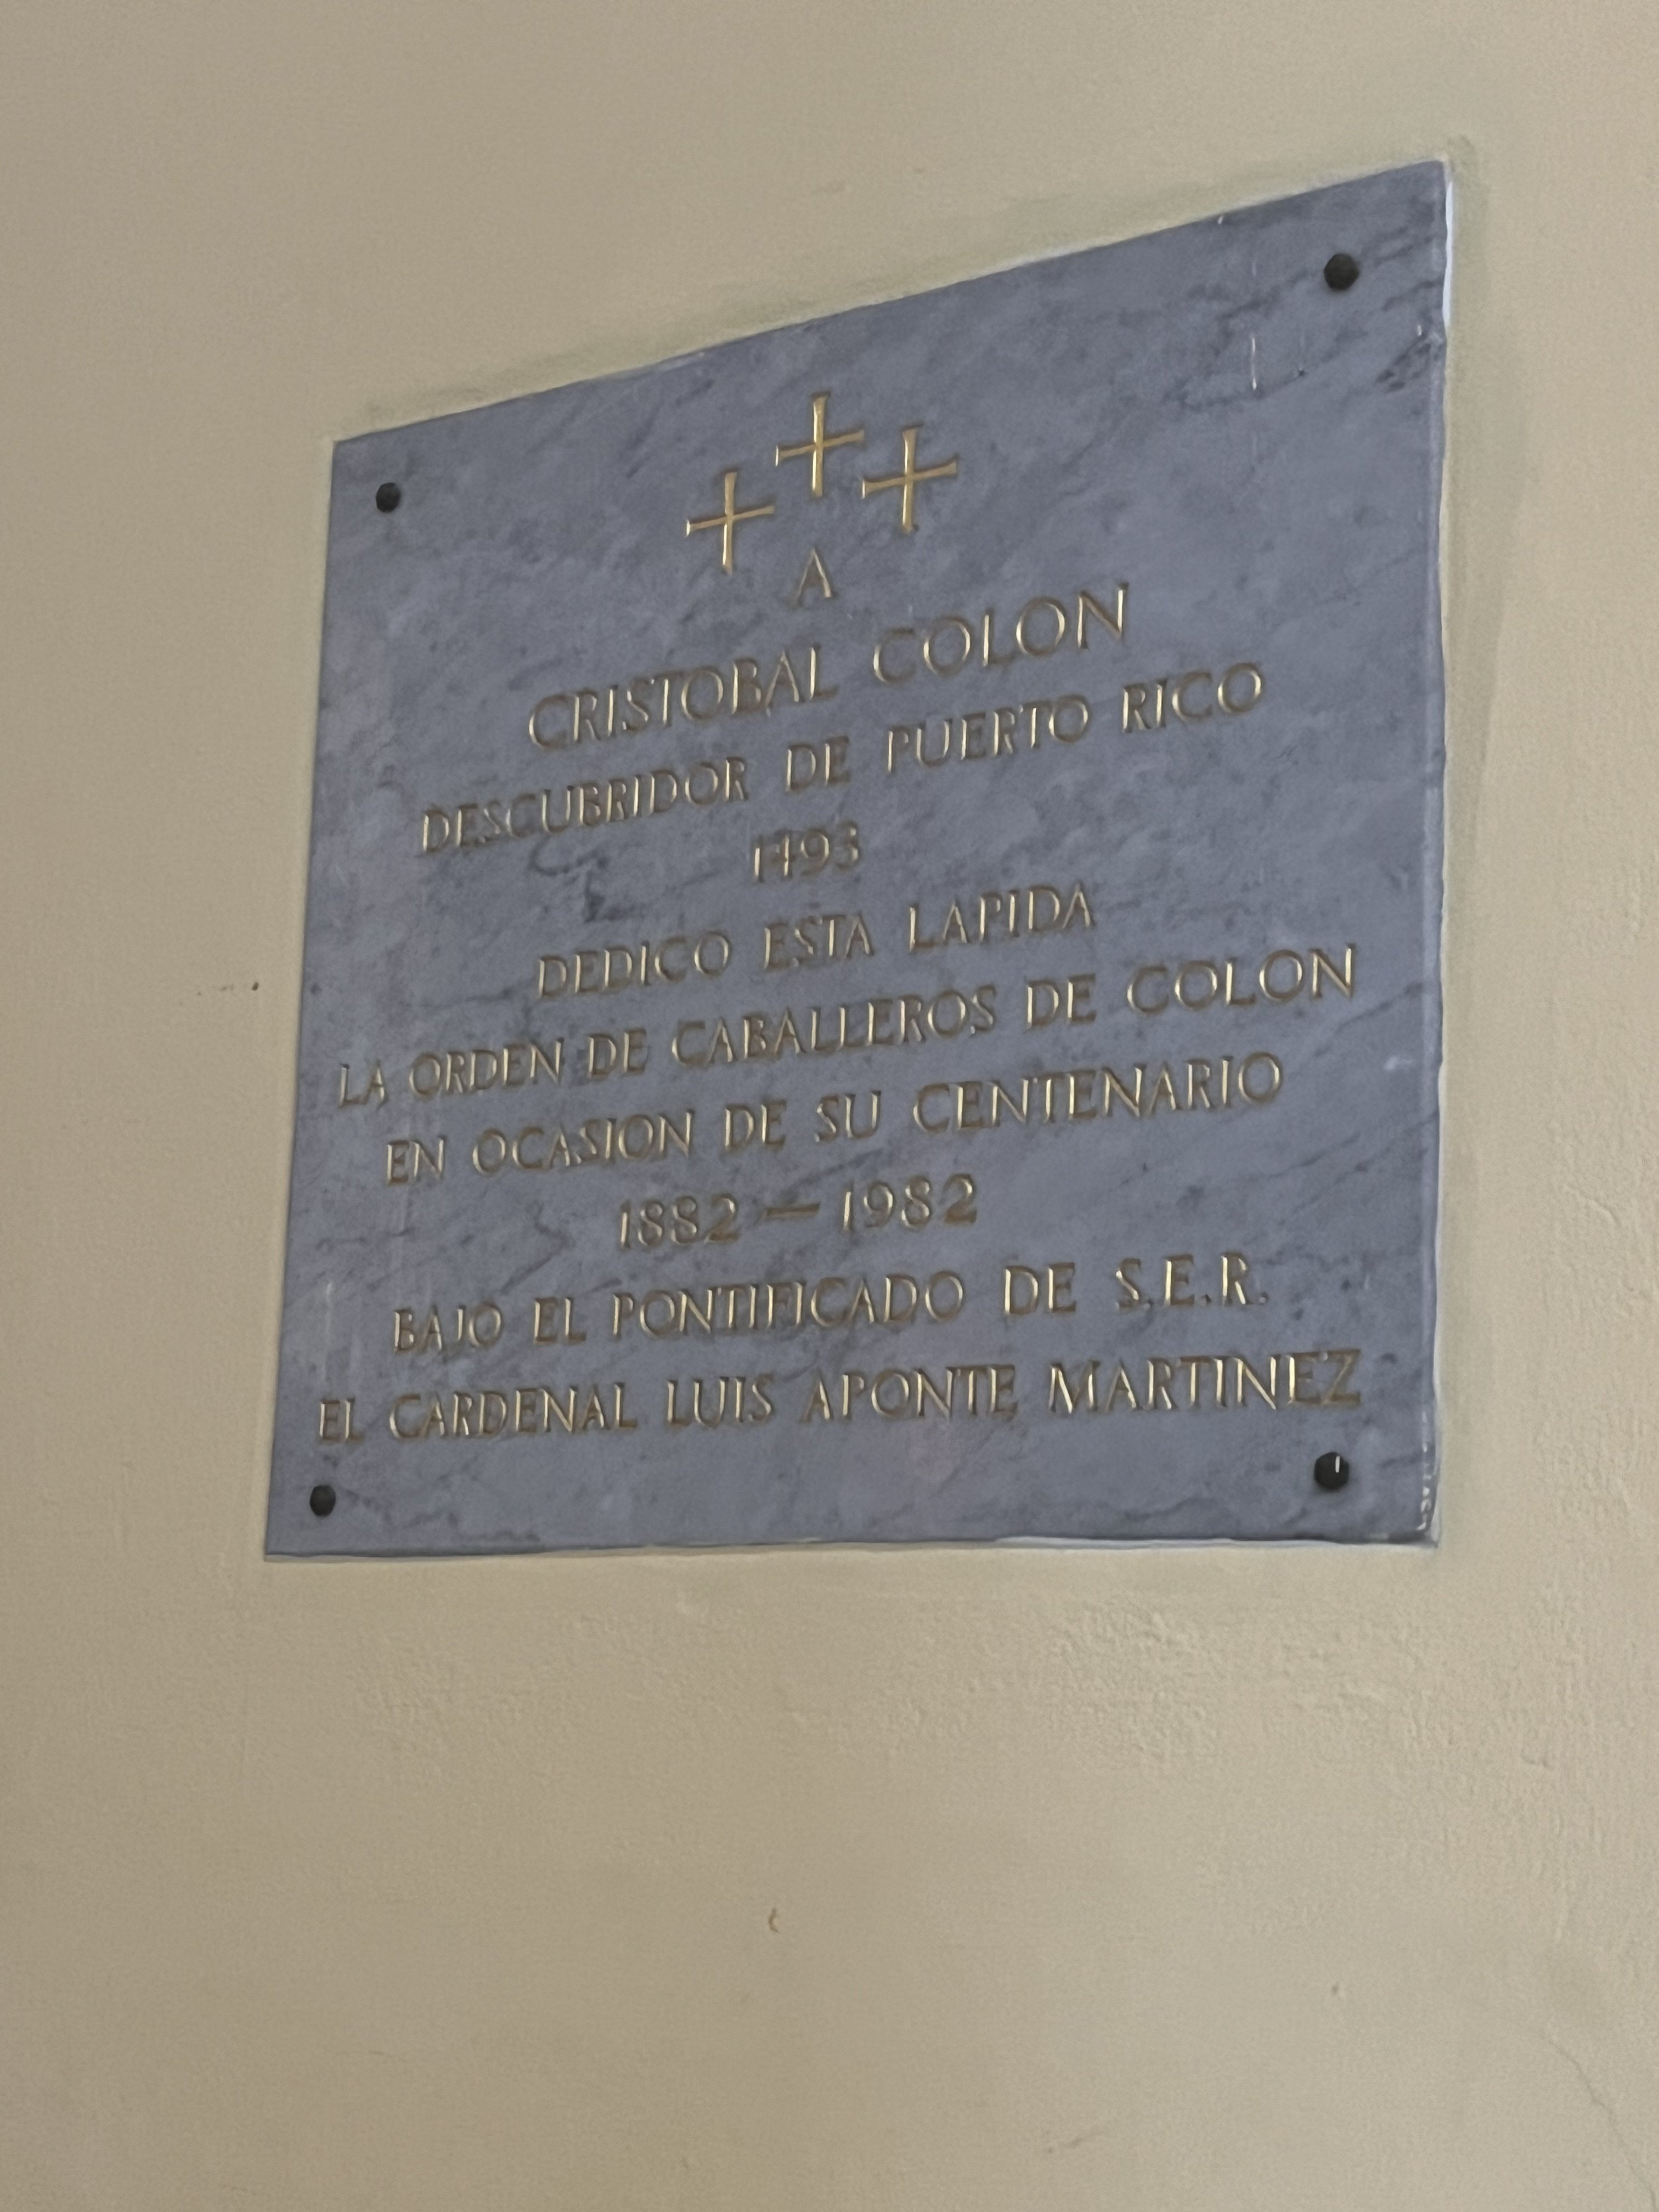 A
CRISTOBAL COLON
DESCUBRIDOR DE PUERTO RICO
1493
DEDICO ESTA LAPIDA
LA ORDEN DE CABALLEROS DE COLON
EN OCASION DE SU CENTENARIO
1882 — 1982
BAJO EL PONTIFICADO DE S.E.R.
EL CARDENAL LUIS APONTE MARTINEZ